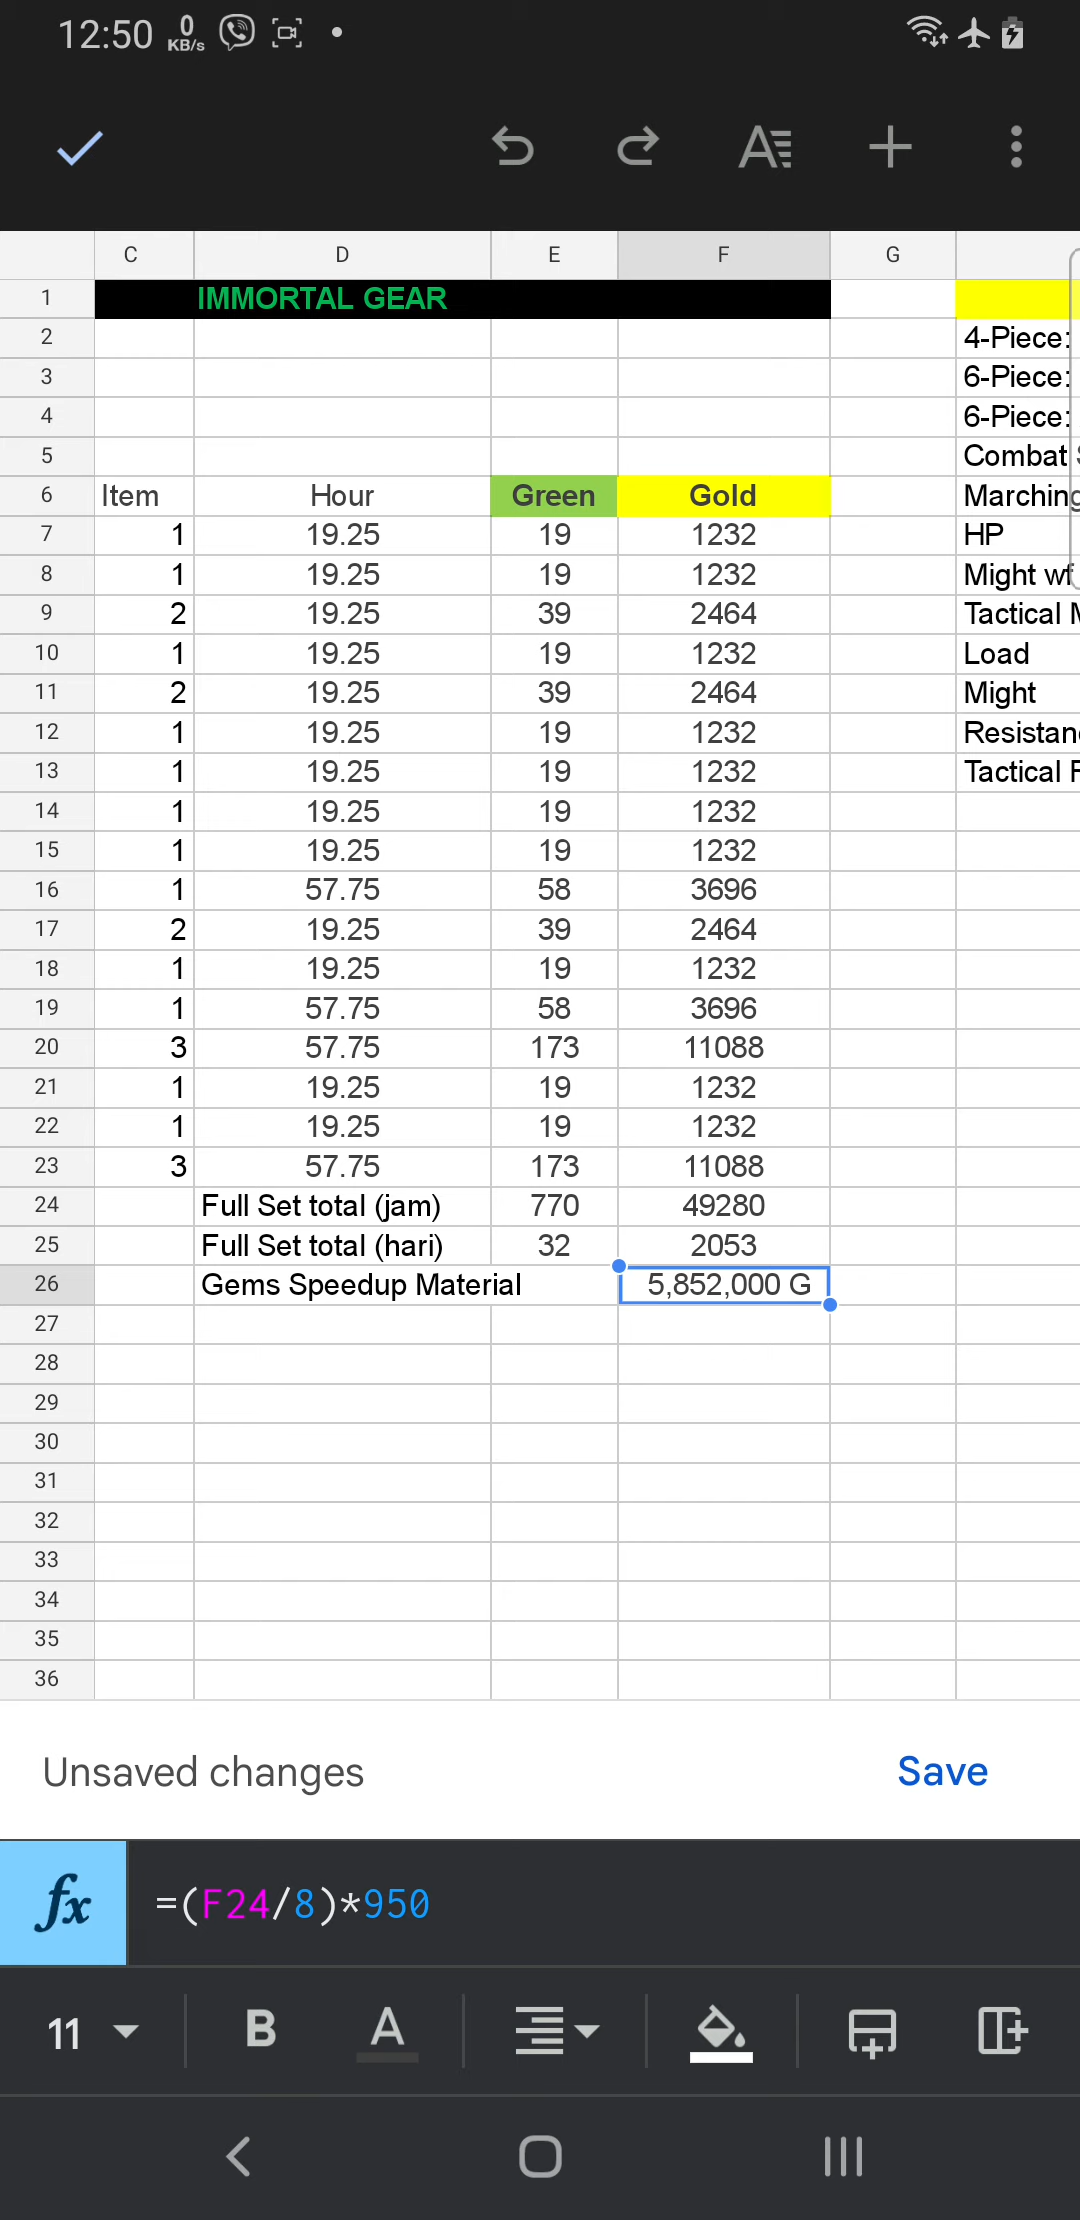 12:50 0 KB/s
C D E F G
1 IMMORTAL GEAR
2 4-Piece:
3 6-Piece:
4 6-Piece:
5 Combat
6 Item Hour Green Gold Marching
7 1 19.25 19 1232 HP
8 1 19.25 19 1232 Might wf
9 2 19.25 39 2464 Tactical
10 1 19.25 19 1232 Load
11 2 19.25 39 2464 Might
12 1 19.25 19 1232 Resistan
13 1 19.25 19 1232 Tactical
14 1 19.25 19 1232
15 1 19.25 19 1232
16 1 57.75 58 3696
17 2 19.25 39 2464
18 1 19.25 19 1232
19 1 57.75 58 3696
20 3 57.75 173 11088
21 1 19.25 19 1232
22 1 19.25 19 1232
23 3 57.75 173 11088
24 Full Set total (jam) 770 49280
25 Full Set total (hari) 32 2053
26 Gems Speedup Material 5,852,000 G
27
28
29
30
31
32
33
34
35
36
Unsaved changes Save
fx =(F24/8)*950
11 B A